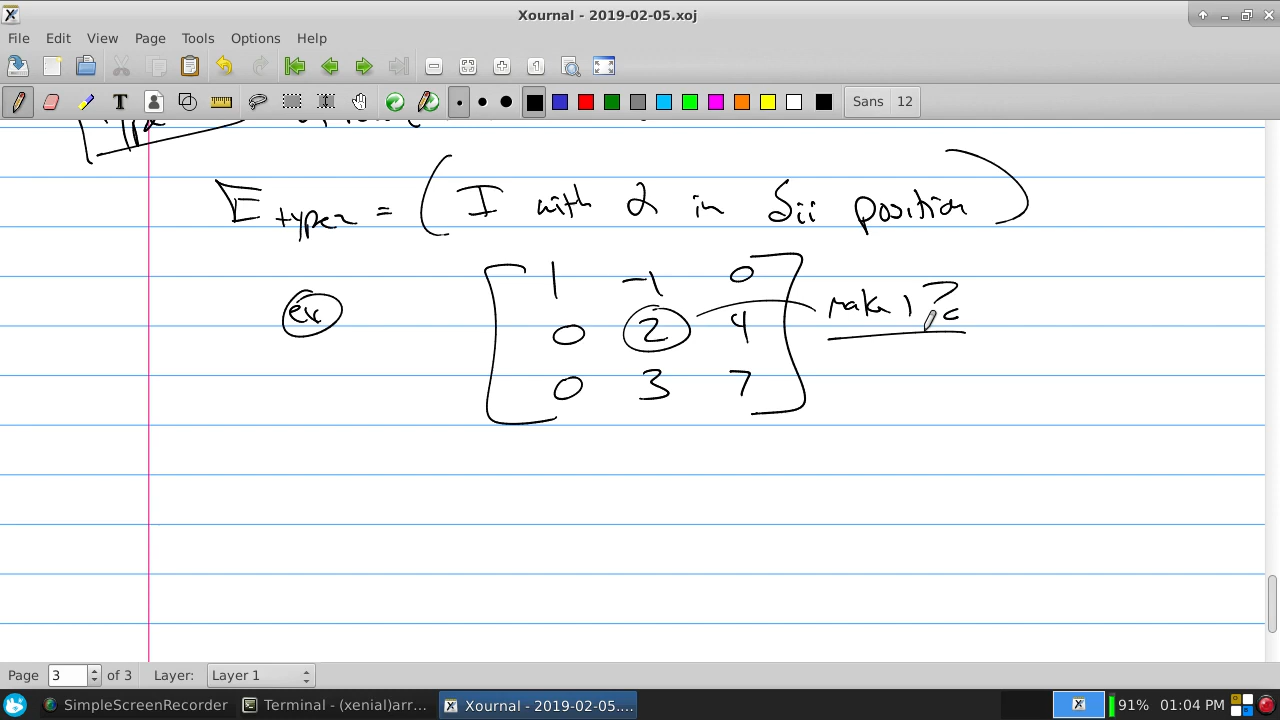 Xournal - 2019-02-05.xoj
File Edit View Page Tools Options Help
Sans 12
Type
E type2 = ( I with α in δii position )
ex
1 -1 0
0 2 4 make 1?
0 3 7
Page 3 of 3 Layer: Layer 1
SimpleScreenRecorder Terminal - (xenial)arr... Xournal - 2019-02-05.... 91% 01:04 PM